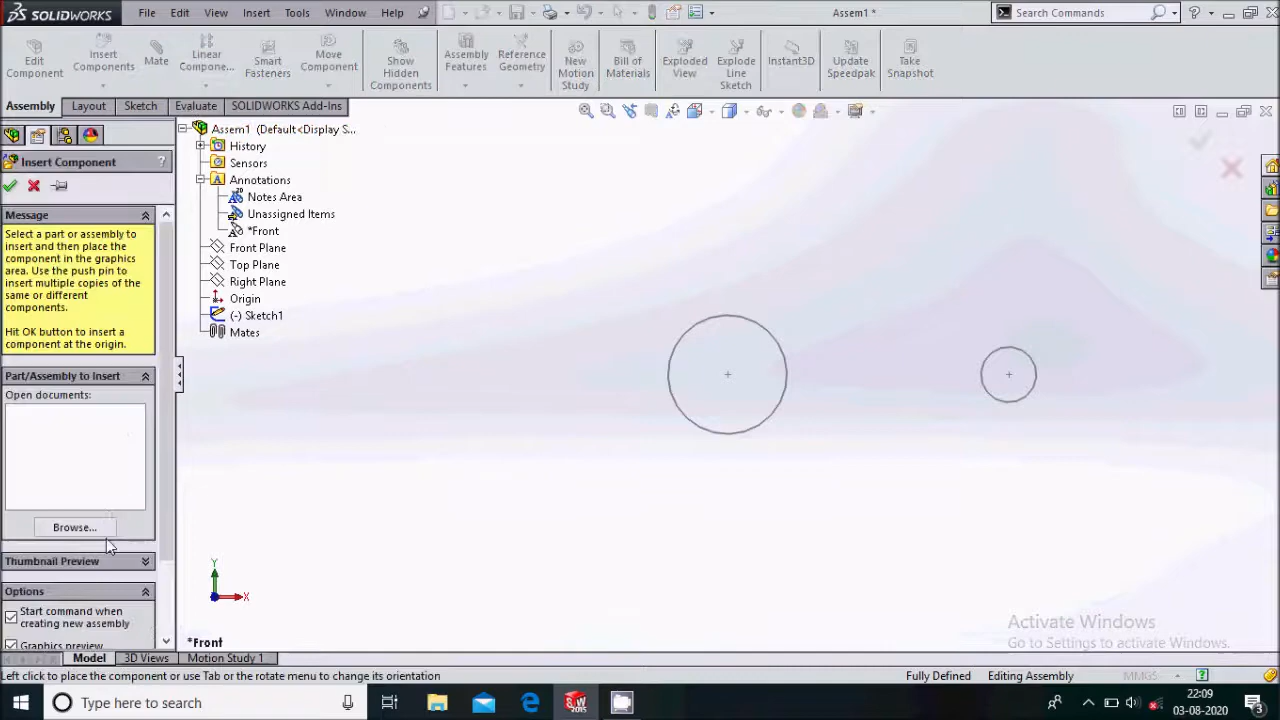 SOLIDWORKS File Edit View Insert Tools Window Help Assem1 * Search Commands
Edit Component
Insert Components
Mate
Linear Compone...
Smart Fasteners
Move Component
Show Hidden Components
Assembly Features
Reference Geometry
New Motion Study
Bill of Materials
Exploded View
Explode Line Sketch
Instant3D
Update Speedpak
Take Snapshot
Assembly Layout Sketch Evaluate SOLIDWORKS Add-Ins
Insert Component ?
Message
Select a part or assembly to
insert and then place the
component in the graphics
area. Use the push pin to
insert multiple copies of the
same or different
components.
Hit OK button to insert a
component at the origin.
Part/Assembly to Insert
Open documents:
Browse...
Thumbnail Preview
Options
Start command when
creating new assembly
Graphics preview
Assem1 (Default<Display S...
History
Sensors
Annotations
Notes Area
Unassigned Items
*Front
Front Plane
Top Plane
Right Plane
Origin
(-) Sketch1
Mates
Y
X
*Front
Activate Windows
Go to Settings to activate Windows.
Model 3D Views Motion Study 1
Left click to place the component or use Tab or the rotate menu to change its orientation Fully Defined Editing Assembly MMGS
Type here to search
22:09
03-08-2020
3